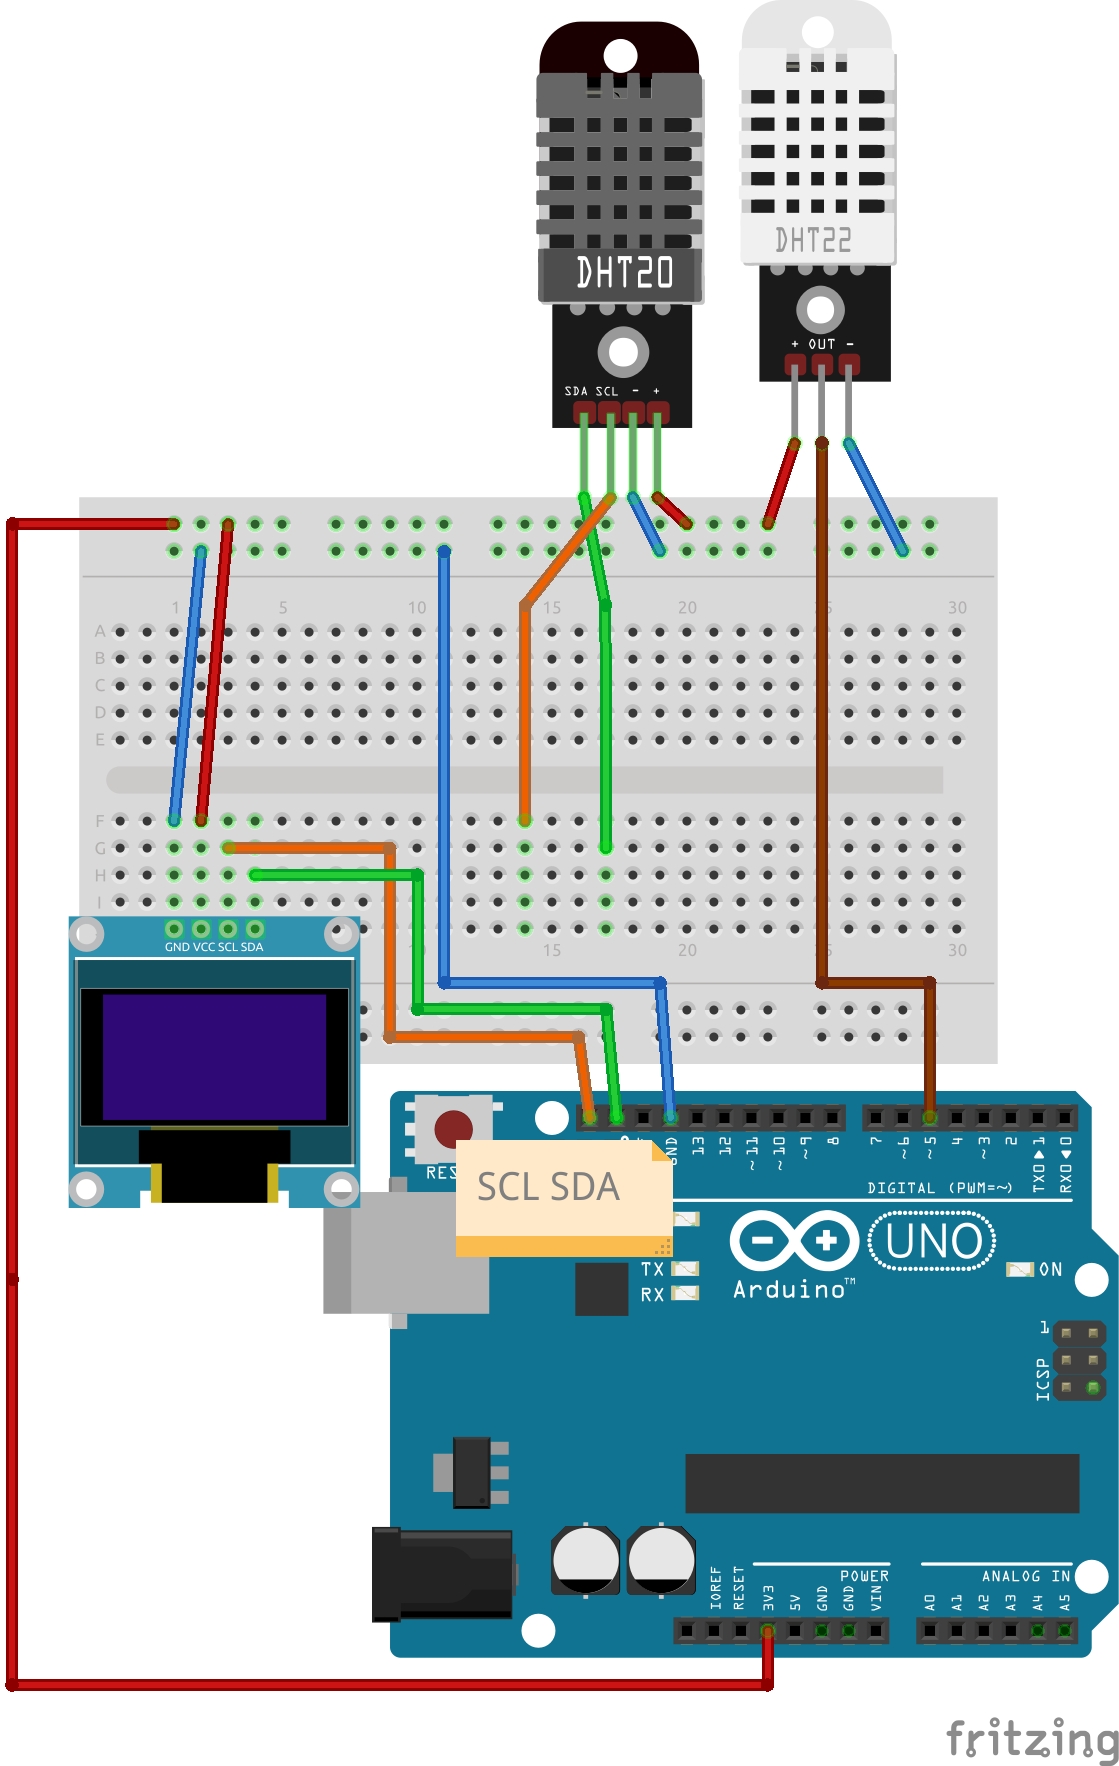 DHT22
DHT20
+ OUT -
SDA SCL - +
1 5 10 15 20 30
A
B
C
D
E
F
G
H
I
15 20 30
GND VCC SCL SDA
SCL SDA
GND 13 12 ~11 ~10 ~9 8
7 ~6 ~5 4 ~3 2 TX0▶1 RX0◀0
DIGITAL (PWM=~)
UNO
Arduino™
TX
RX
ON
1
ICSP
IOREF RESET 3V3 5V GND GND VIN
POWER
A0 A1 A2 A3 A4 A5
ANALOG IN
fritzing